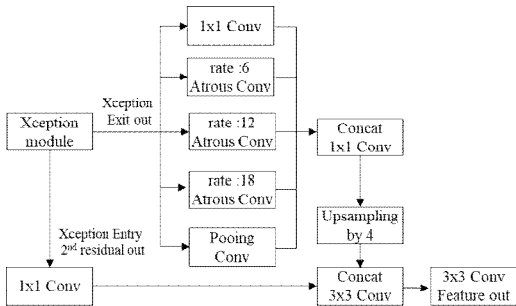 1x1
Conv
rate :6
Atrous Conv
Xception
Exit out
Xception
module
rate :12
Atrous Conv
Concat
1x1 Conv
rate :18
Atrous Conv
Xception Entry
2nd residual out
Pooing
Conv
Upsampling
by 4
1x1 Conv
Concat
3x3 Conv
3x3 Conv
Feature out